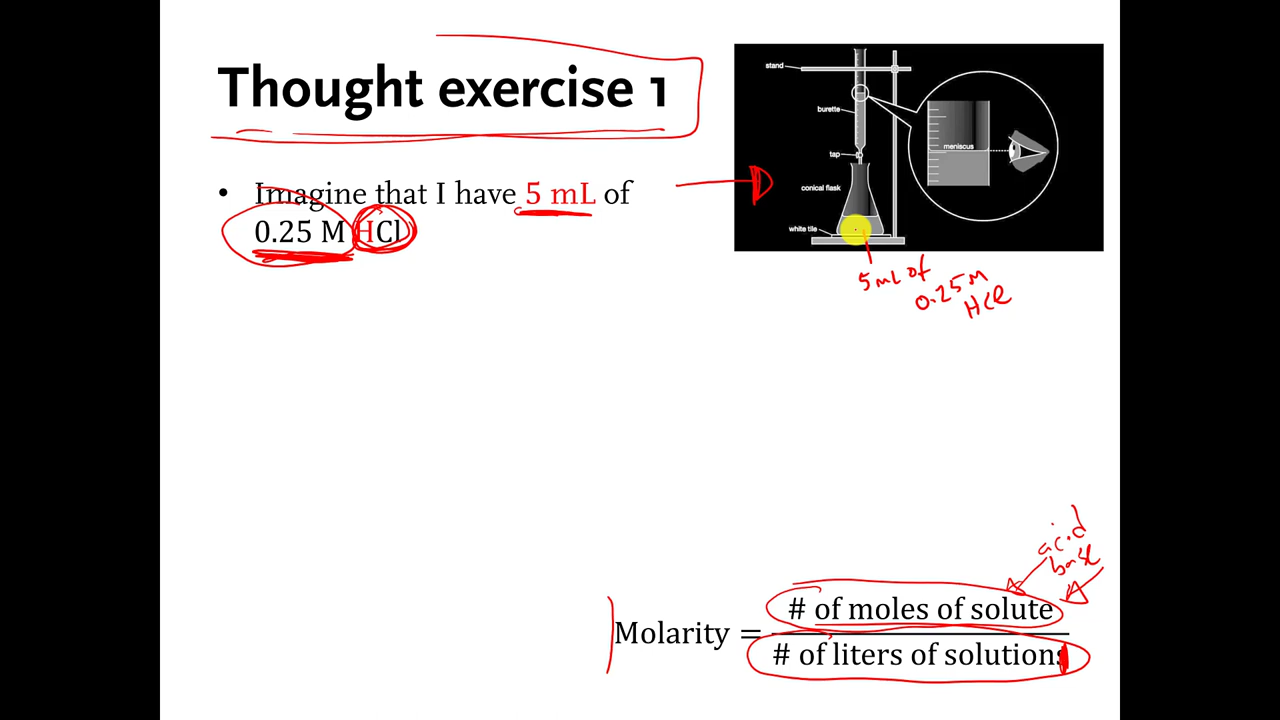 Thought exercise 1
• Imagine that I have 5 mL of
0.25 M HCl
stand
burette
meniscus
tap
conical flask
white tile
5 mL of
0.25 M
HCl
acid
base
Molarity = # of moles of solute
# of liters of solutions